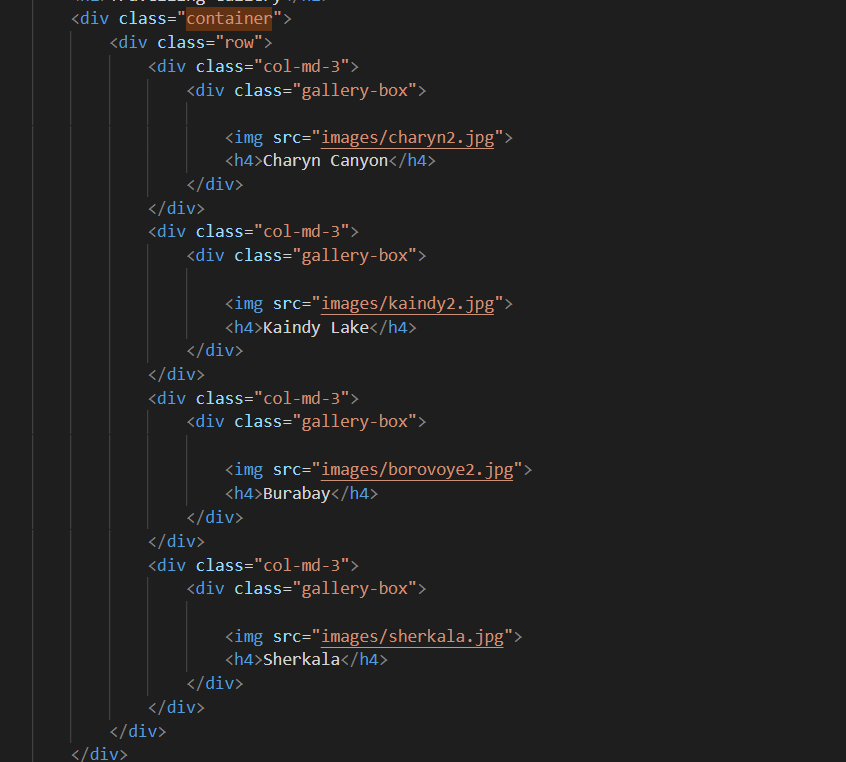 <div class="container">
<div class="row">
<div class="col-md-3">
<div class="gallery-box">
<img src="images/charyn2.jpg">
<h4>Charyn Canyon</h4>
</div>
</div>
<div class="col-md-3">
<div class="gallery-box">
<img src="images/kaindy2.jpg">
<h4>Kaindy Lake</h4>
</div>
</div>
<div class="col-md-3">
<div class="gallery-box">
<img src="images/borovoye2.jpg">
<h4>Burabay</h4>
</div>
</div>
<div class="col-md-3">
<div class="gallery-box">
<img src="images/sherkala.jpg">
<h4>Sherkala</h4>
</div>
</div>
</div>
</div>